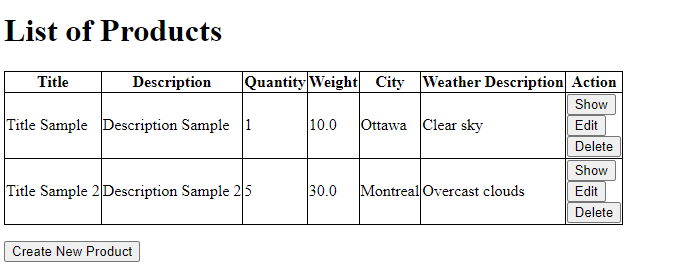 List of Products
Title Description Quantity Weight City Weather Description Action
Title Sample Description Sample 1 10.0 Ottawa Clear sky Show
Edit
Delete
Title Sample 2 Description Sample 2 5 30.0 Montreal Overcast clouds Show
Edit
Delete
Create New Product